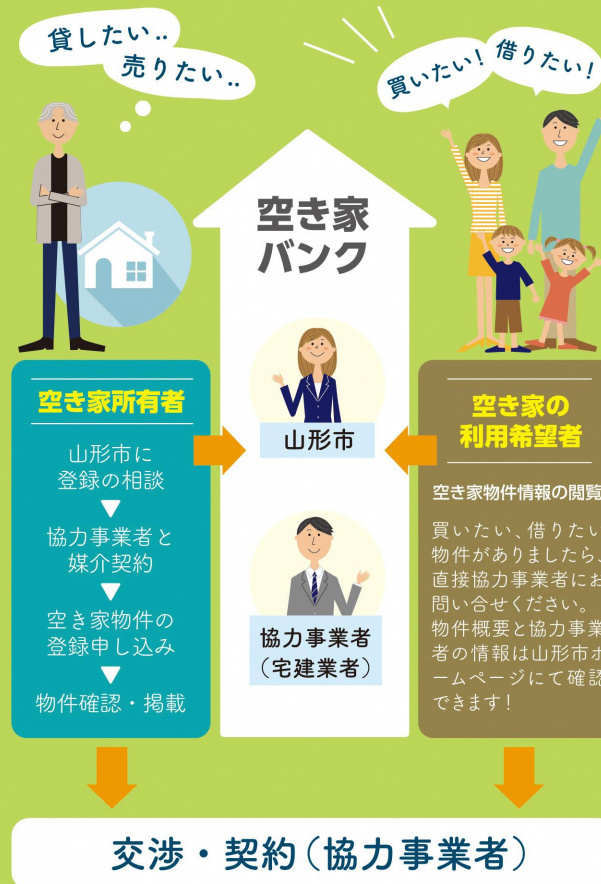 貸したい..
売りたい..
買いたい!
借りたい!
空き家
バンク
山形市
協力事業者
(宅建業者)
空き家所有者
山形市に
登録の相談
▼
協力事業者と
媒介契約
▼
空き家物件の
登録申し込み
▼
物件確認・掲載
空き家の
利用希望者
空き家物件情報の閲覧
買いたい、借りたい
物件がありましたら、
直接協力事業者にお
問い合せください。
物件概要と協力事業
者の情報は山形市ホ
ームページにて確認
できます!
交渉・契約(協力事業者)